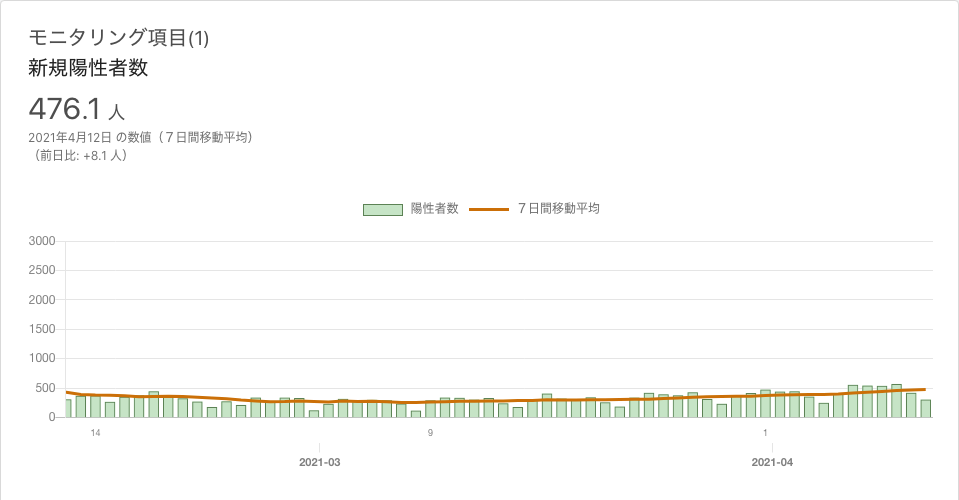 モニタリング項目(1)
新規陽性者数
476.1 人
2021年4月12日 の数値（７日間移動平均）
（前日比: +8.1 人）
陽性者数 ７日間移動平均
3000
2500
2000
1500
1000
500
0
14 9 1
2021-03 2021-04